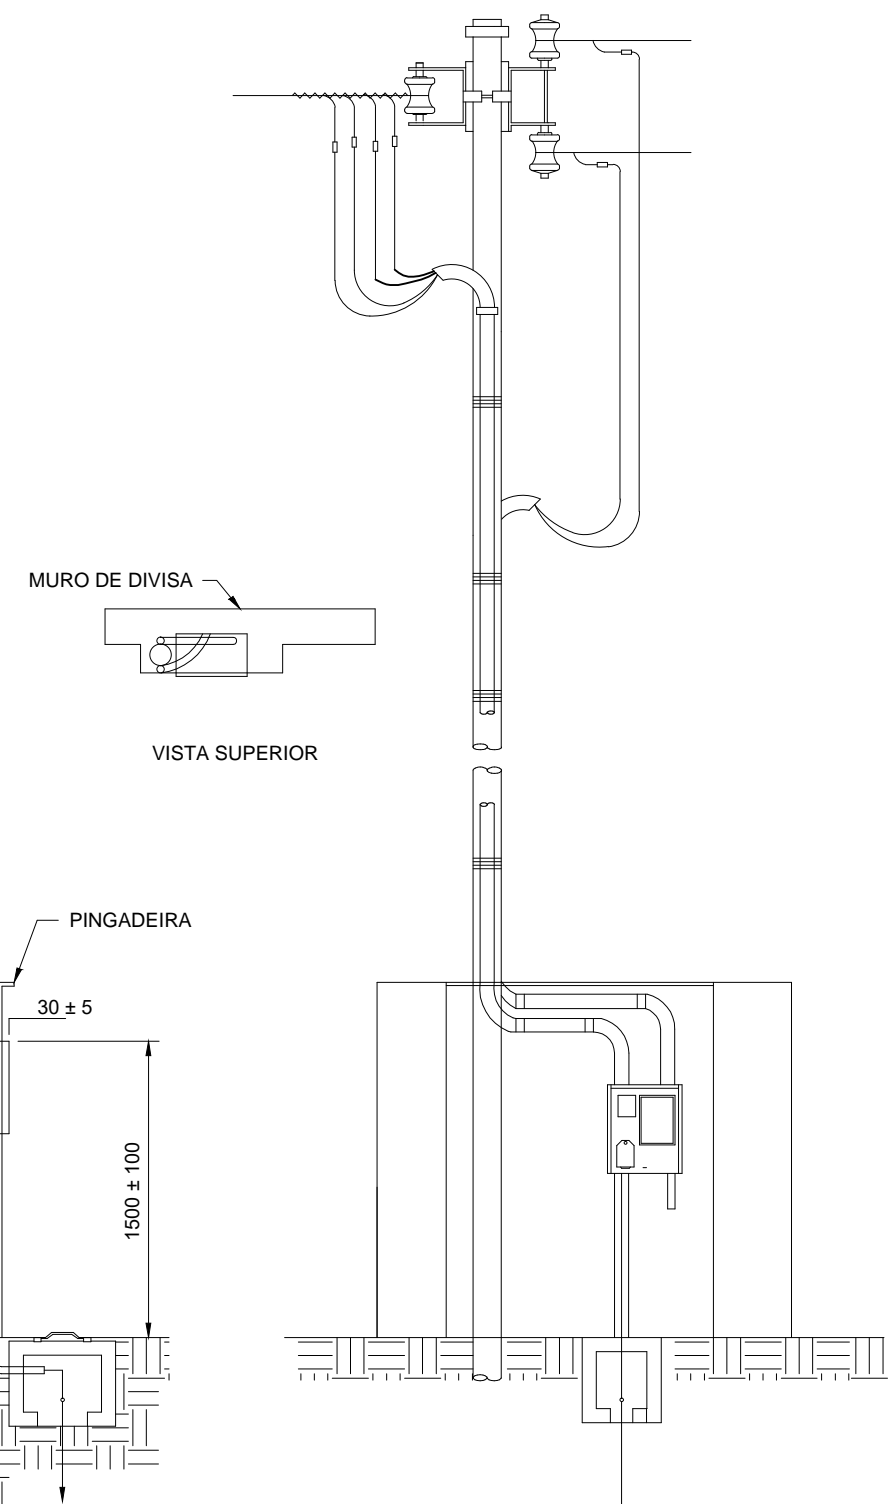 MURO DE DIVISA
VISTA SUPERIOR
PINGADEIRA
30 ± 5
1500 ± 100